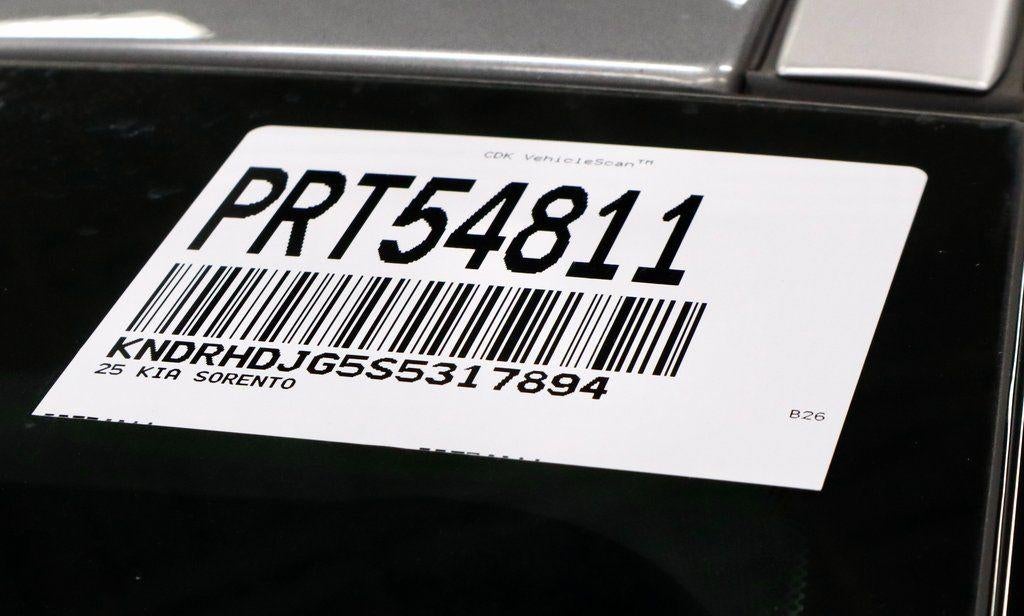 CDK VehicleScan™
PRT54811
KNDRHDJG5S5317894
25 KIA SORENTO
B26